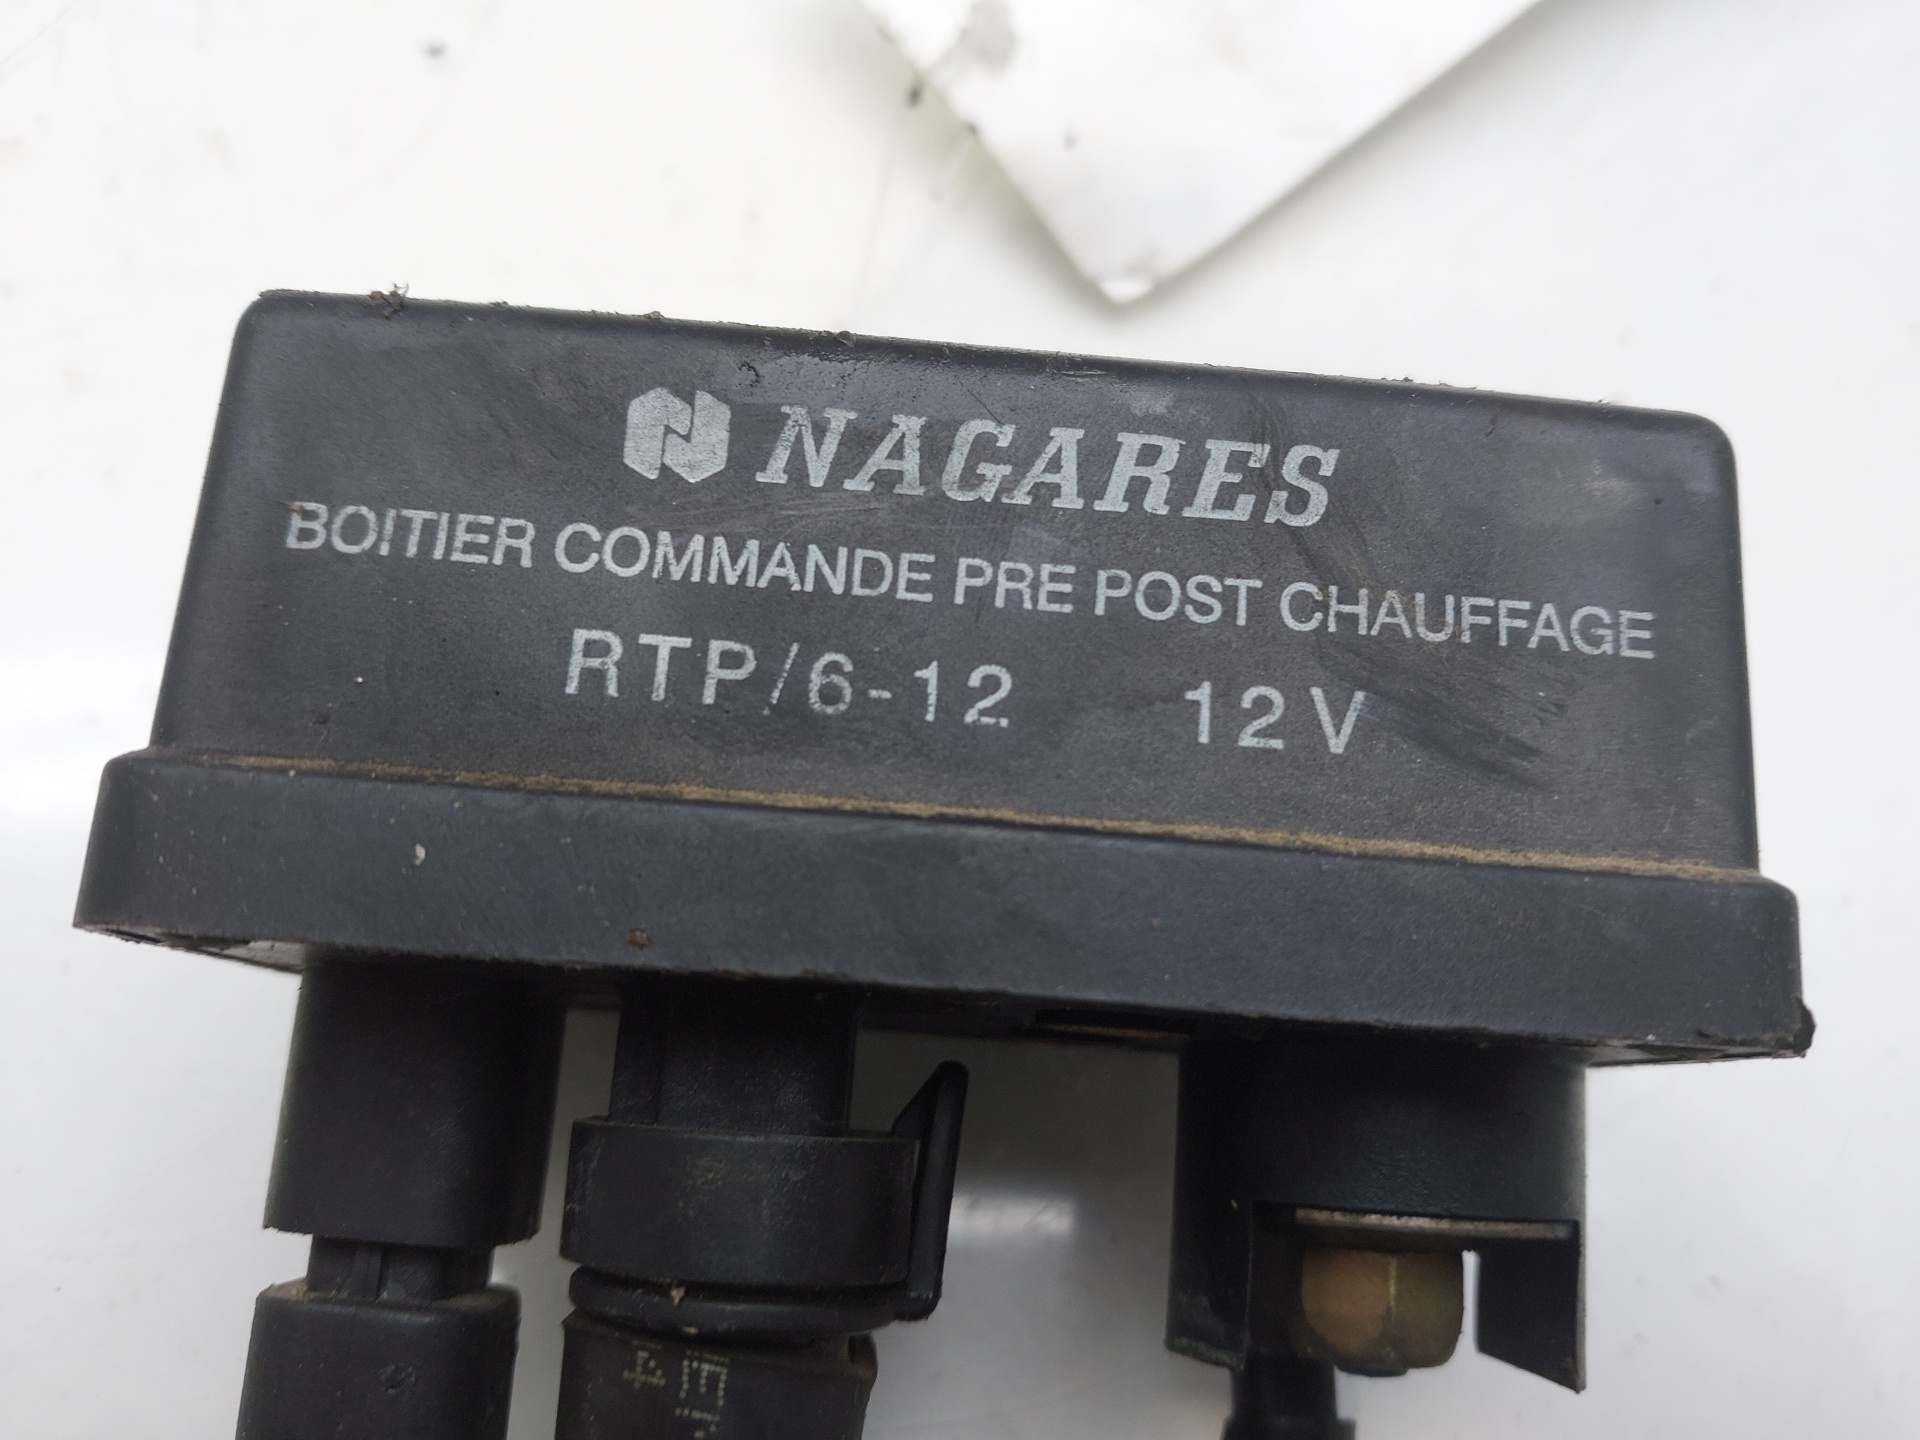 NAGARES
BOITIER COMMANDE PRE POST CHAUFFAGE
RTP/6-12 12V